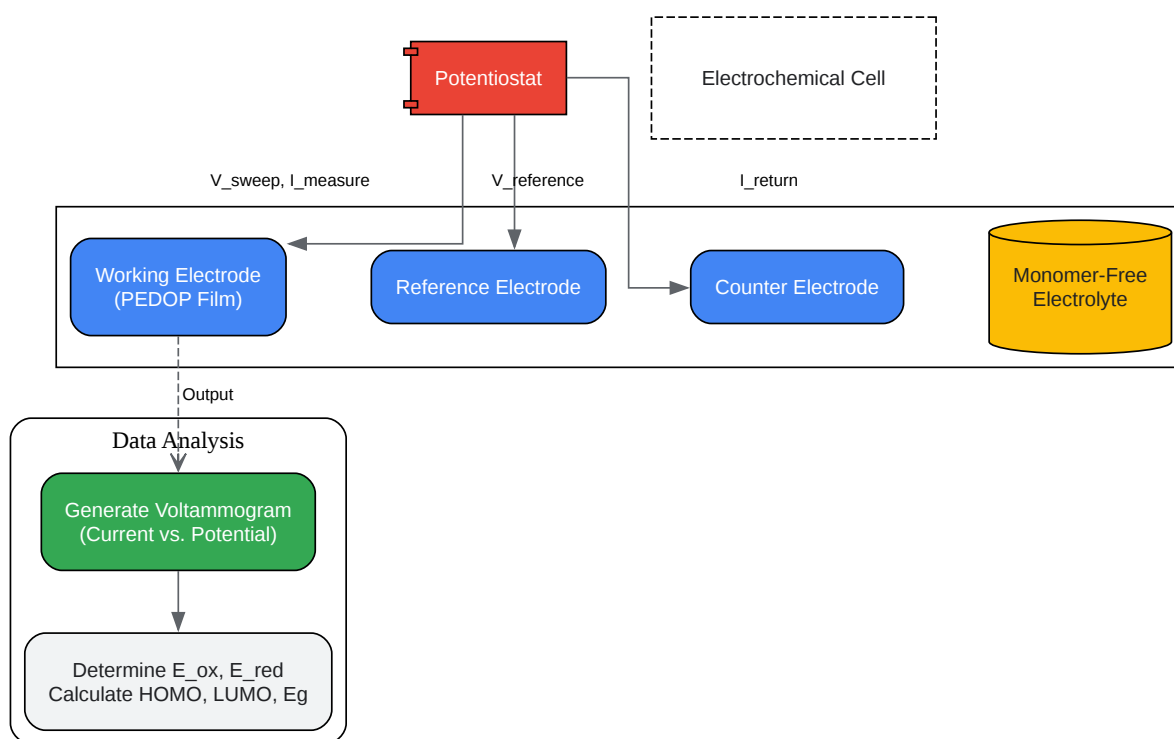 Potentiostat
Electrochemical Cell
V_sweep, I_measure
V_reference
I_return
Working Electrode
(PEDOP Film)
Reference Electrode
Counter Electrode
Monomer-Free
Electrolyte
Output
Data Analysis
Generate Voltammogram
(Current vs. Potential)
Determine E_ox, E_red
Calculate HOMO, LUMO, Eg